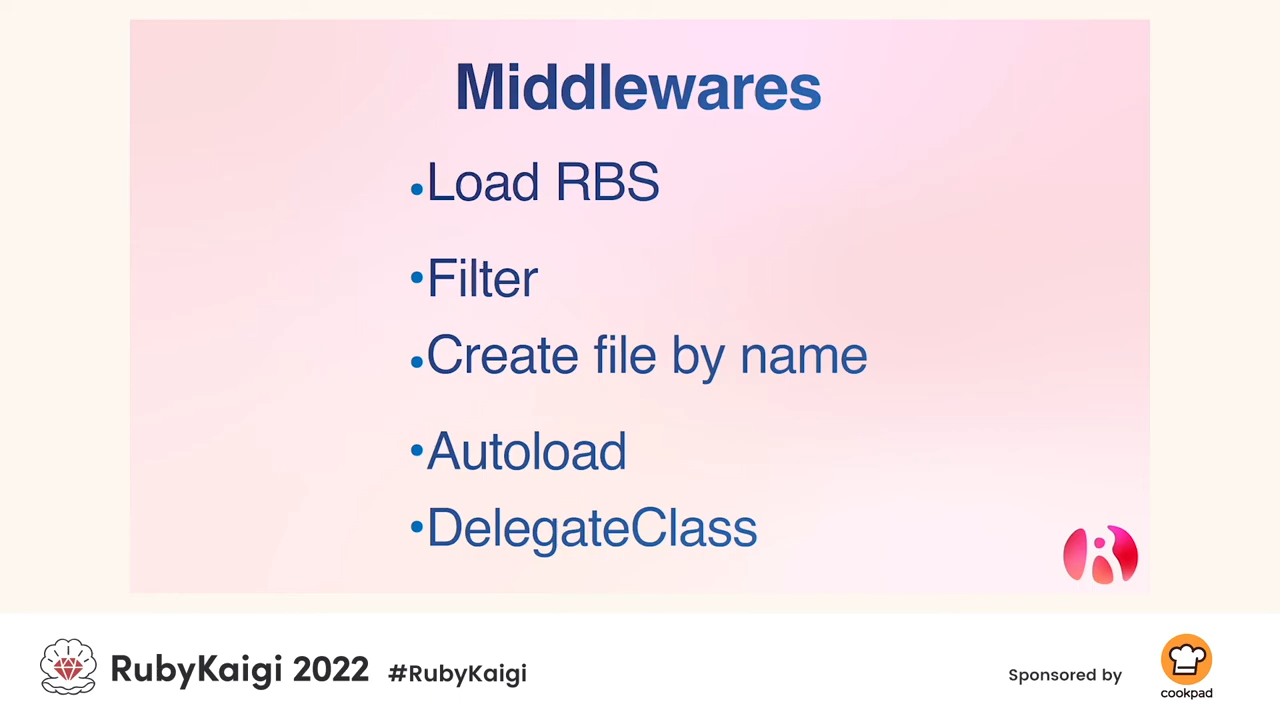 Middlewares
•Load RBS
•Filter
•Create file by name
•Autoload
•DelegateClass
RubyKaigi 2022 #RubyKaigi
Sponsored by
cookpad